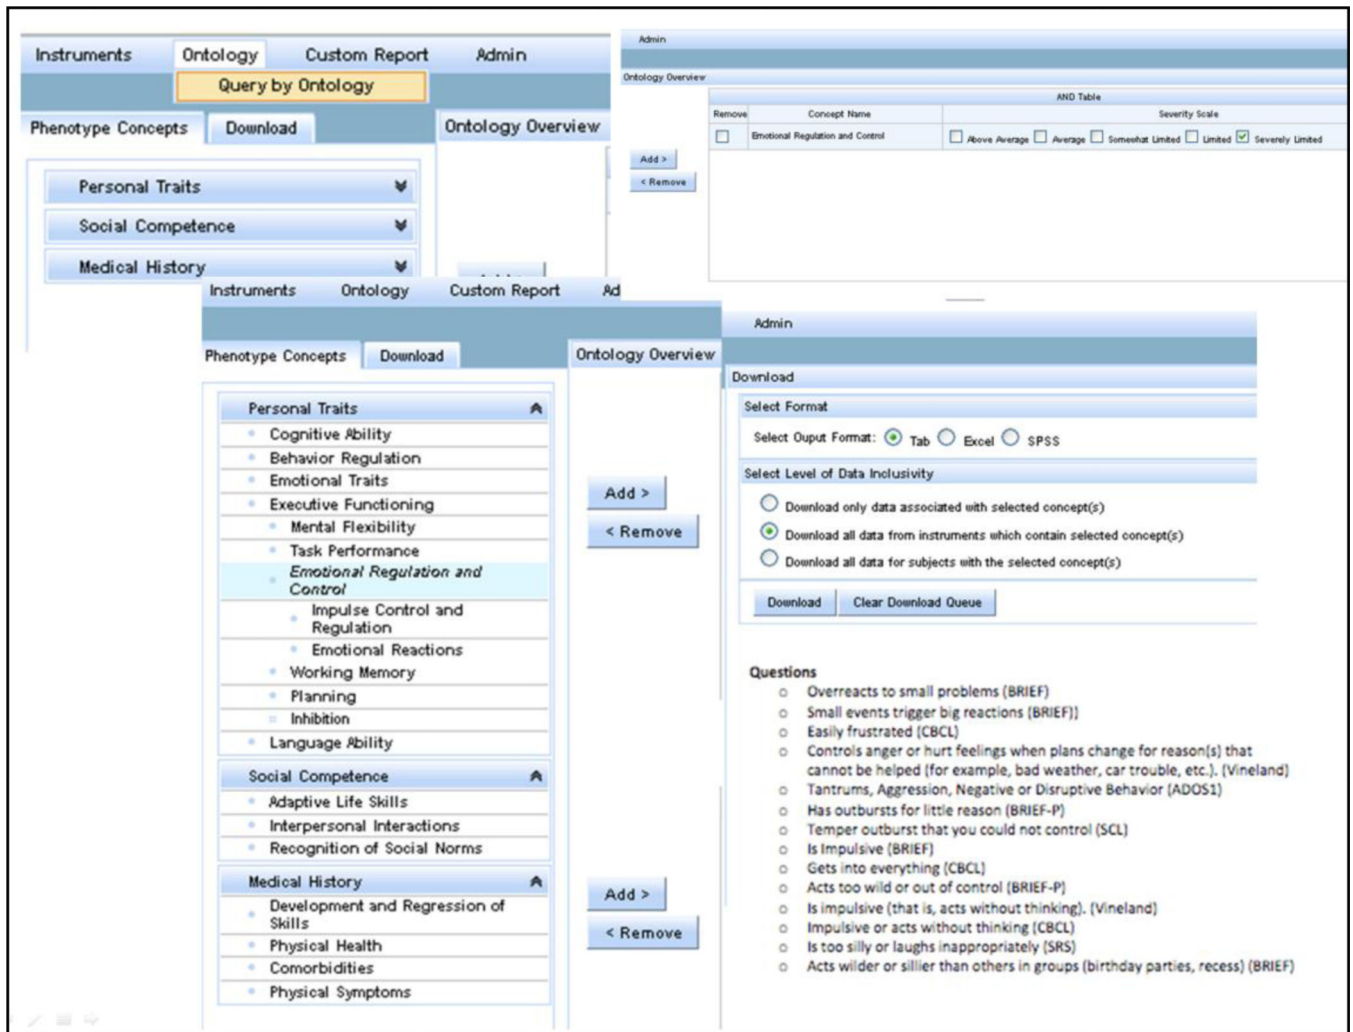 Instruments Ontology Custom Report Admin
Query by Ontology
Phenotype Concepts Download Ontology Overview
Personal Traits
Social Competence
Medical History
Admin
Ontology Overview
AND Table
Remove Concept Name Severity Scale
Emotional Regulation and Control Above Average Average Somewhat Limited Limited Severely Limited
Add >
< Remove
Instruments Ontology Custom Report Ad
Phenotype Concepts Download Ontology Overview
Personal Traits
Cognitive Ability
Behavior Regulation
Emotional Traits
Executive Functioning
Mental Flexibility
Task Performance
Emotional Regulation and
Control
Impulse Control and
Regulation
Emotional Reactions
Working Memory
Planning
Inhibition
Language Ability
Social Competence
Adaptive Life Skills
Interpersonal Interactions
Recognition of Social Norms
Medical History
Development and Regression of
Skills
Physical Health
Comorbidities
Physical Symptoms
Add >
< Remove
Add >
< Remove
Admin
Download
Select Format
Select Ouput Format: Tab Excel SPSS
Select Level of Data Inclusivity
Download only data associated with selected concept(s)
Download all data from instruments which contain selected concept(s)
Download all data for subjects with the selected concept(s)
Download Clear Download Queue
Questions
Overreacts to small problems (BRIEF)
Small events trigger big reactions (BRIEF))
Easily frustrated (CBCL)
Controls anger or hurt feelings when plans change for reason(s) that
cannot be helped (for example, bad weather, car trouble, etc.). (Vineland)
Tantrums, Aggression, Negative or Disruptive Behavior (ADOS1)
Has outbursts for little reason (BRIEF-P)
Temper outburst that you could not control (SCL)
Is Impulsive (BRIEF)
Gets into everything (CBCL)
Acts too wild or out of control (BRIEF-P)
Is impulsive (that is, acts without thinking). (Vineland)
Impulsive or acts without thinking (CBCL)
Is too silly or laughs inappropriately (SRS)
Acts wilder or sillier than others in groups (birthday parties, recess) (BRIEF)